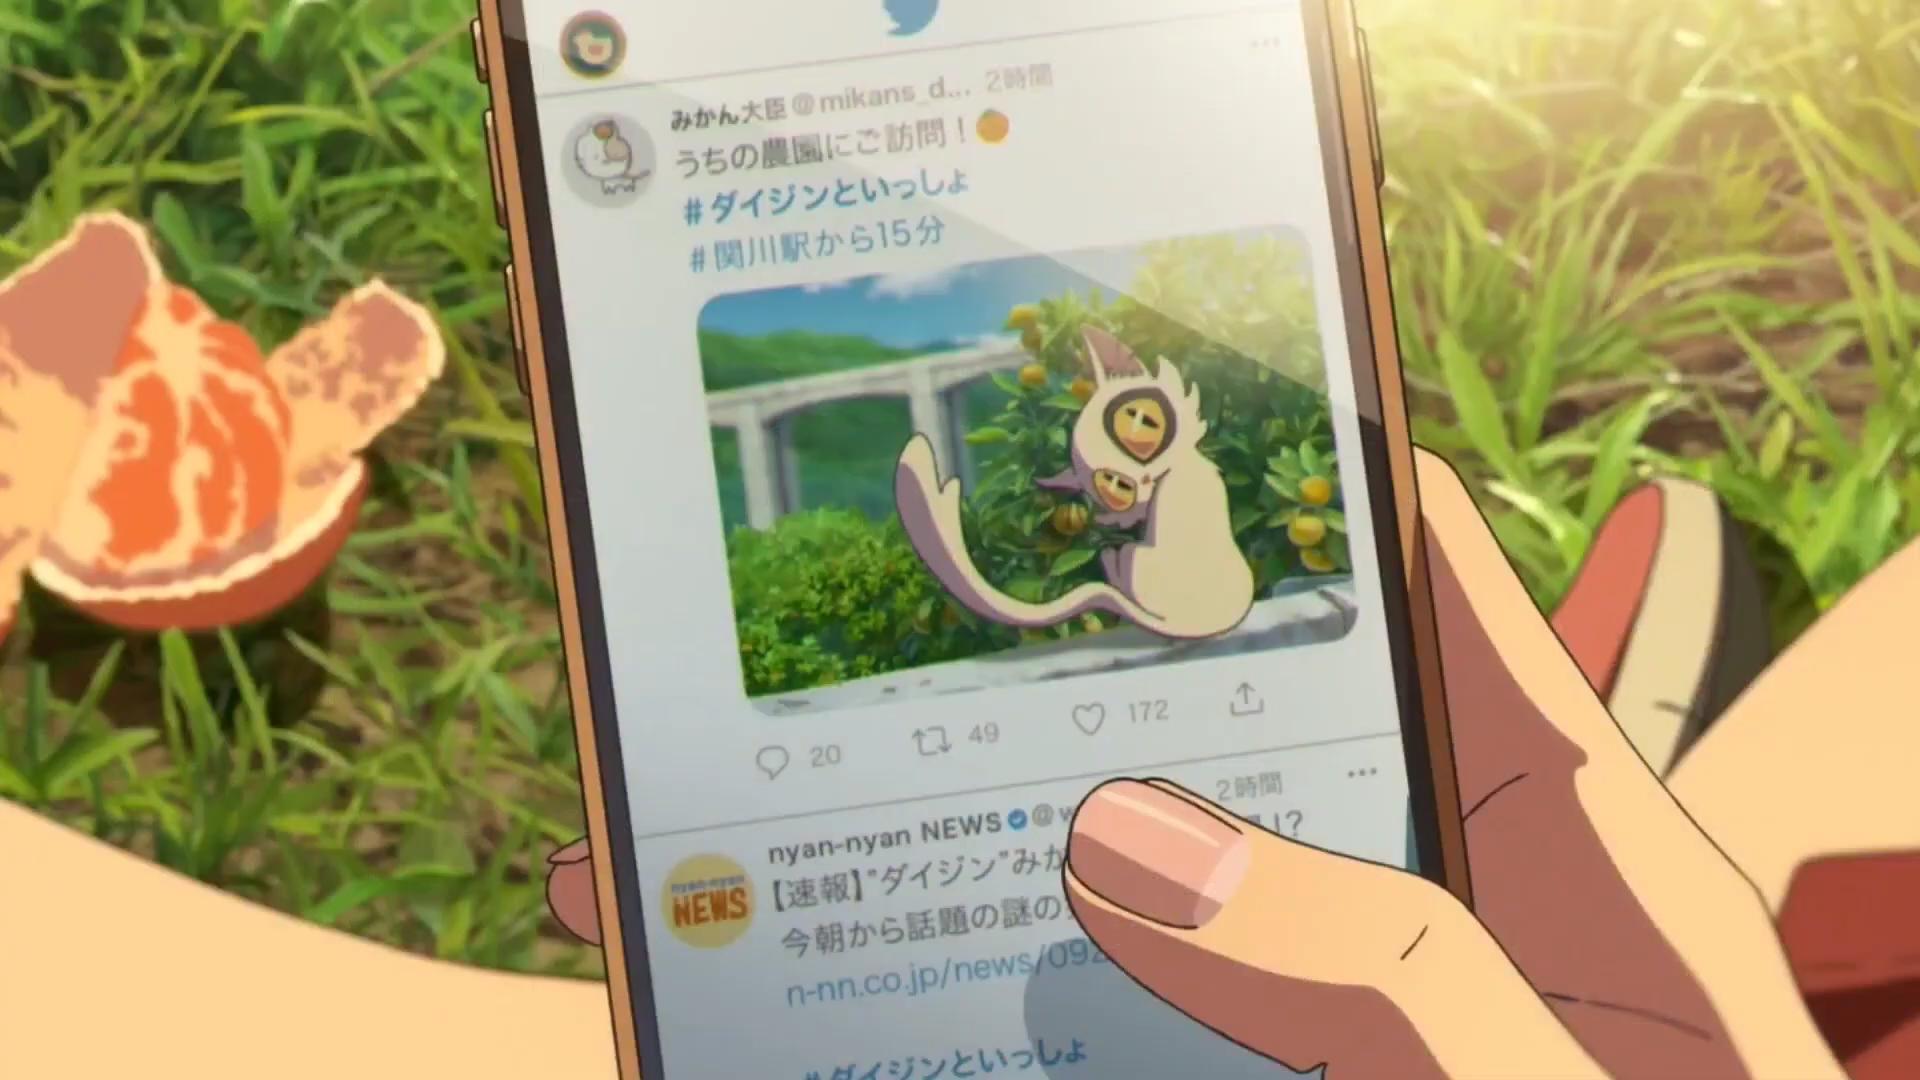 みかん大臣 @mikans_d... 2時間
うちの農園にご訪問！
#ダイジンといっしょ
#関川駅から15分
20 49 172
nyan-nyan NEWS @w 2時間
nyan-nyan
NEWS
【速報】"ダイジン"みか !?
今朝から話題の謎の
n-nn.co.jp/news/092
#ダイジンといっしょ